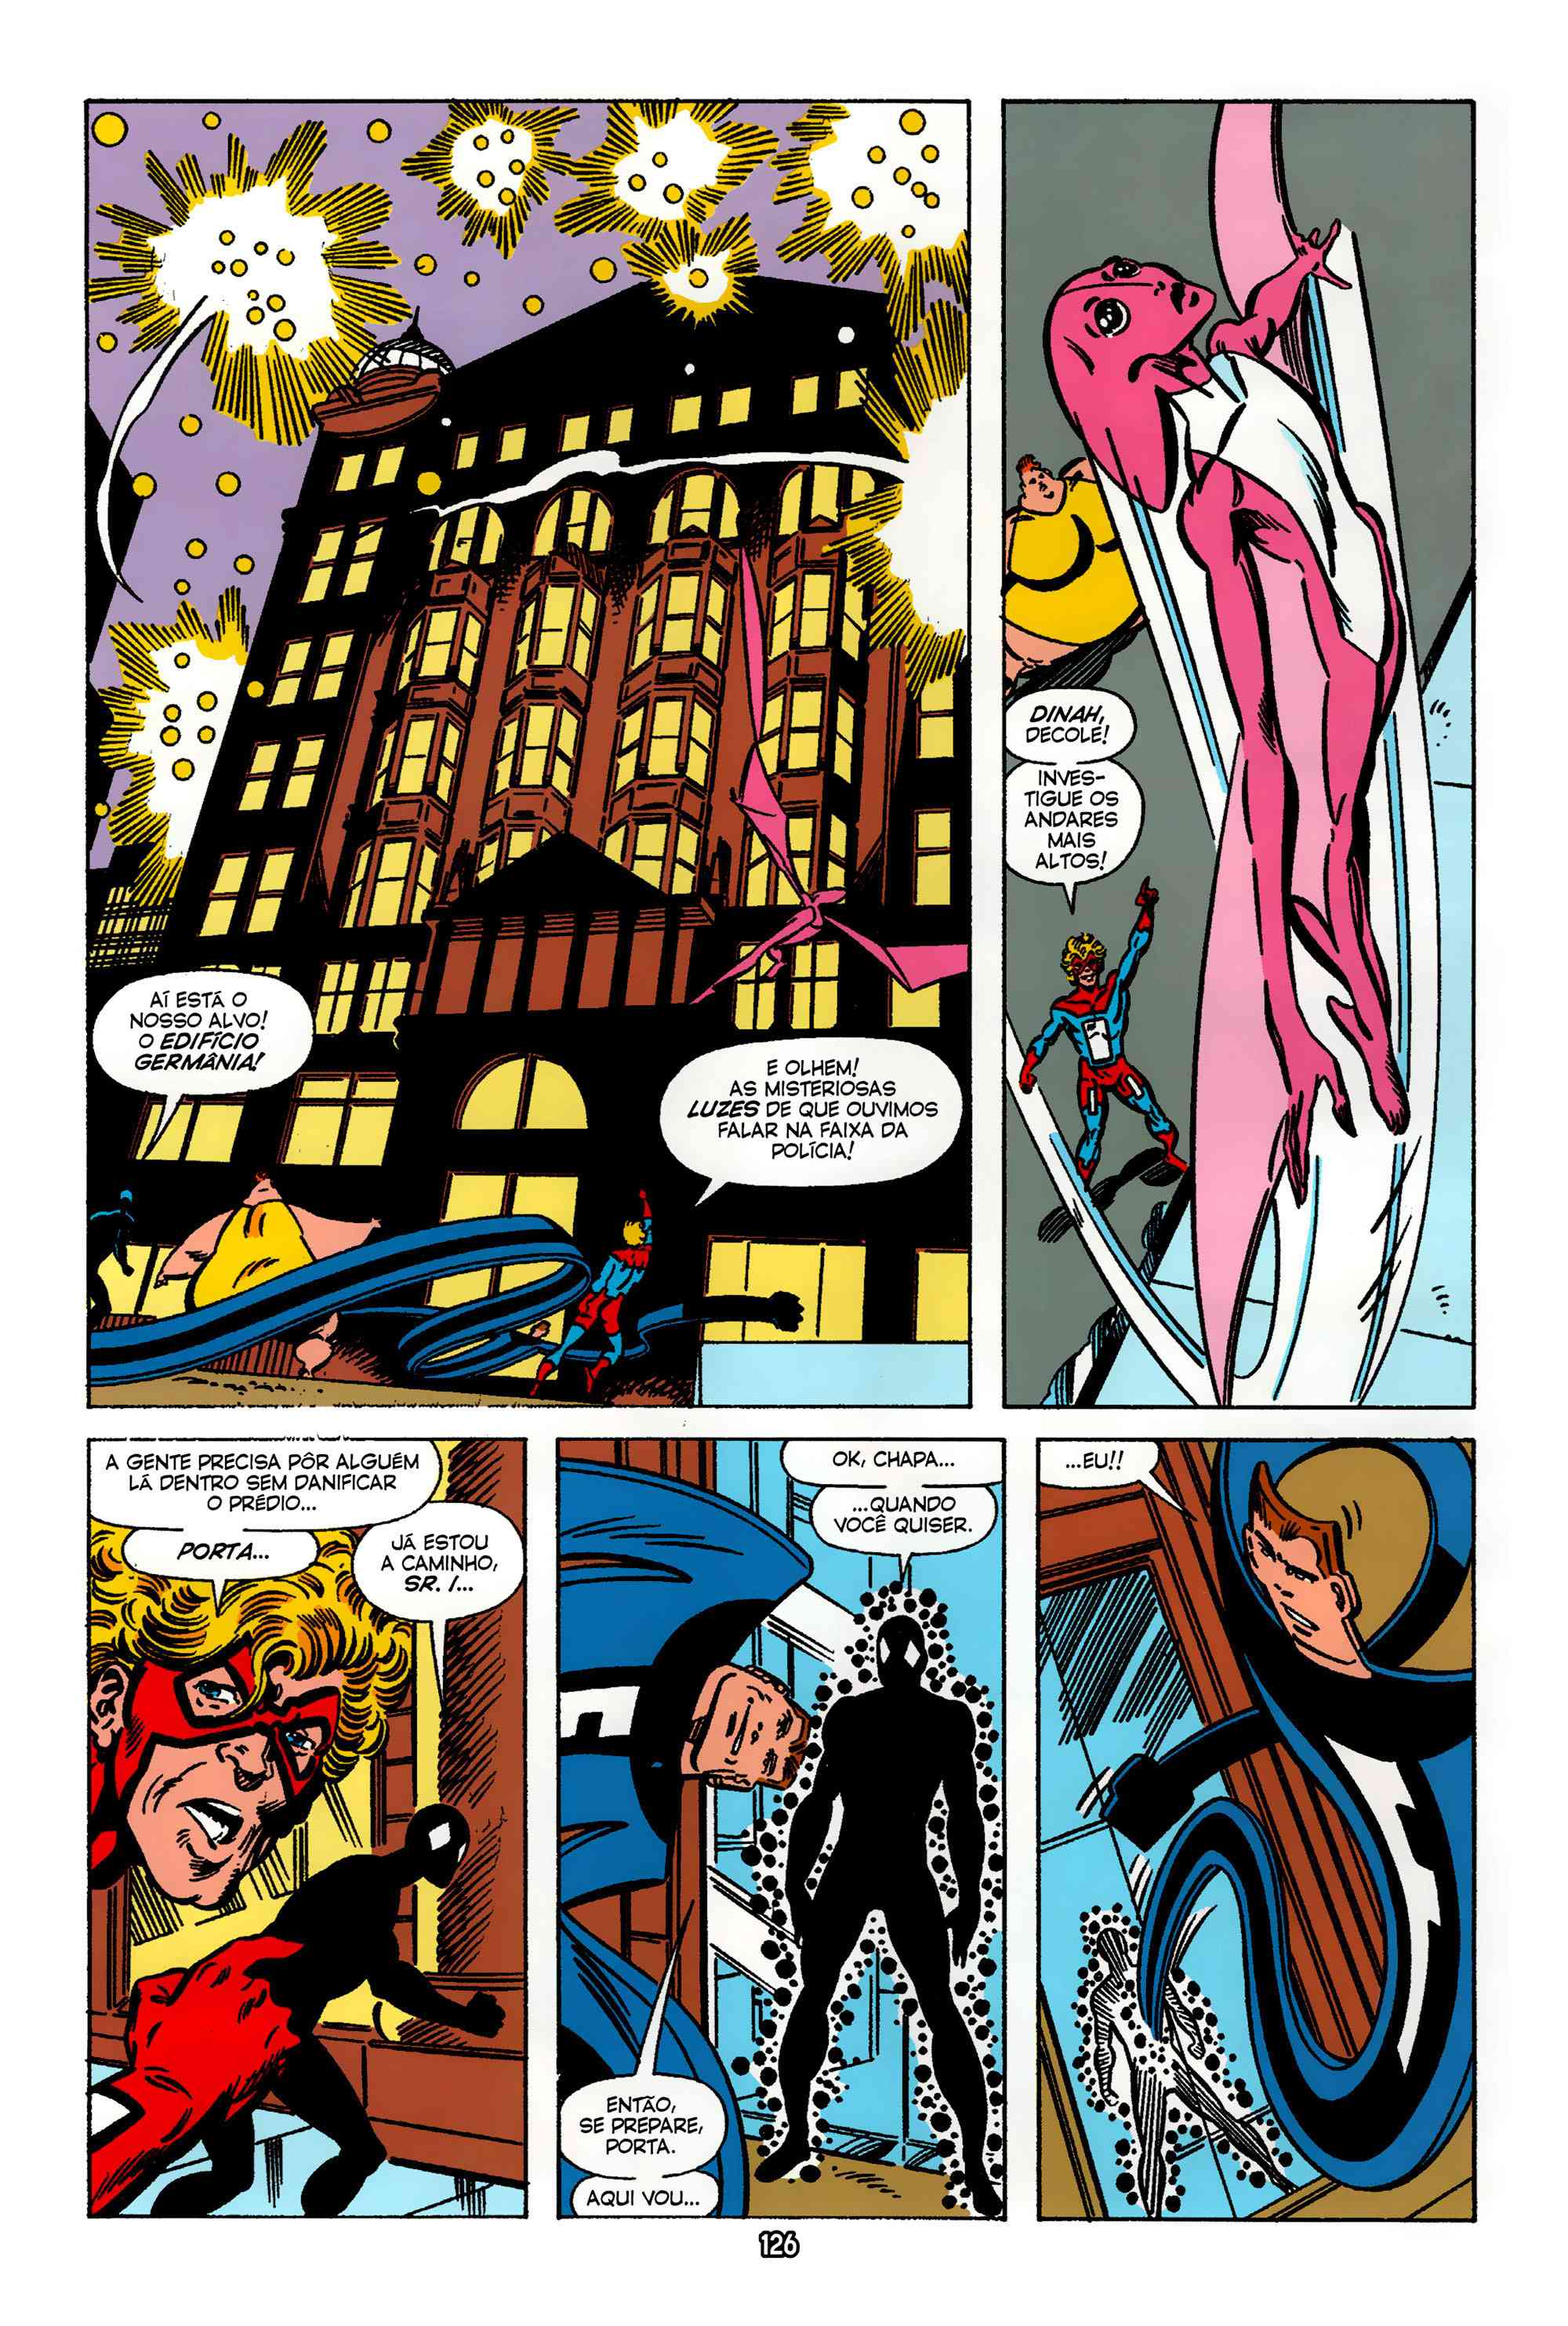 AÍ ESTÁ O
NOSSO ALVO!
O EDIFÍCIO
GERMÂNIA!
E OLHEM!
AS MISTERIOSAS
LUZES DE QUE OUVIMOS
FALAR NA FAIXA DA
POLÍCIA!
DINAH,
DECOLE!
INVES-
TIGUE OS
ANDARES
MAIS
ALTOS!
A GENTE PRECISA PÔR ALGUÉM
LÁ DENTRO SEM DANIFICAR
O PRÉDIO...
PORTA...
JÁ ESTOU
A CAMINHO,
SR. I...
OK, CHAPA...
...QUANDO
VOCÊ QUISER.
ENTÃO,
SE PREPARE,
PORTA.
AQUI VOU...
...EU!!
126